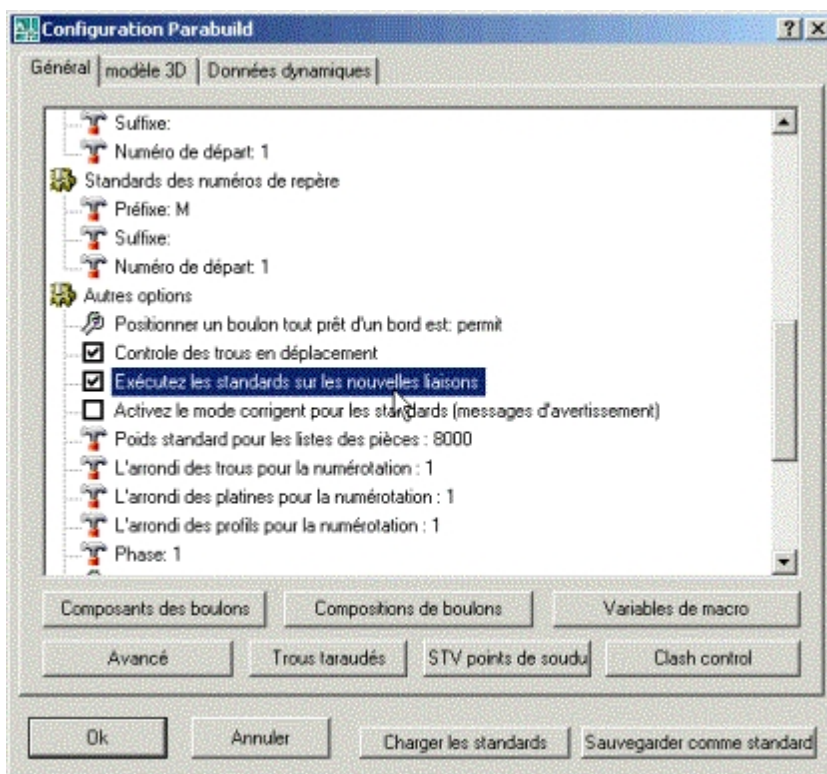 Configuration Parabuild
Général modèle 3D Données dynamiques
Suffixe:
Numéro de départ: 1
Standards des numéros de repère
Préfixe: M
Suffixe:
Numéro de départ: 1
Autres options
Positionner un boulon tout prêt d'un bord est: permit
Controle des trous en déplacement
Exécutez les standards sur les nouvelles liaisons
Activez le mode corrigent pour les standards (messages d'avertissement)
Poids standard pour les listes des pièces : 8000
L'arrondi des trous pour la numérotation : 1
L'arrondi des platines pour la numérotation : 1
L'arrondi des profils pour la numérotation : 1
Phase: 1
Composants des boulons Compositions de boulons Variables de macro
Avancé Trous taraudés STV points de soudu Clash control
Ok Annuler Charger les standards Sauvegarder comme standard